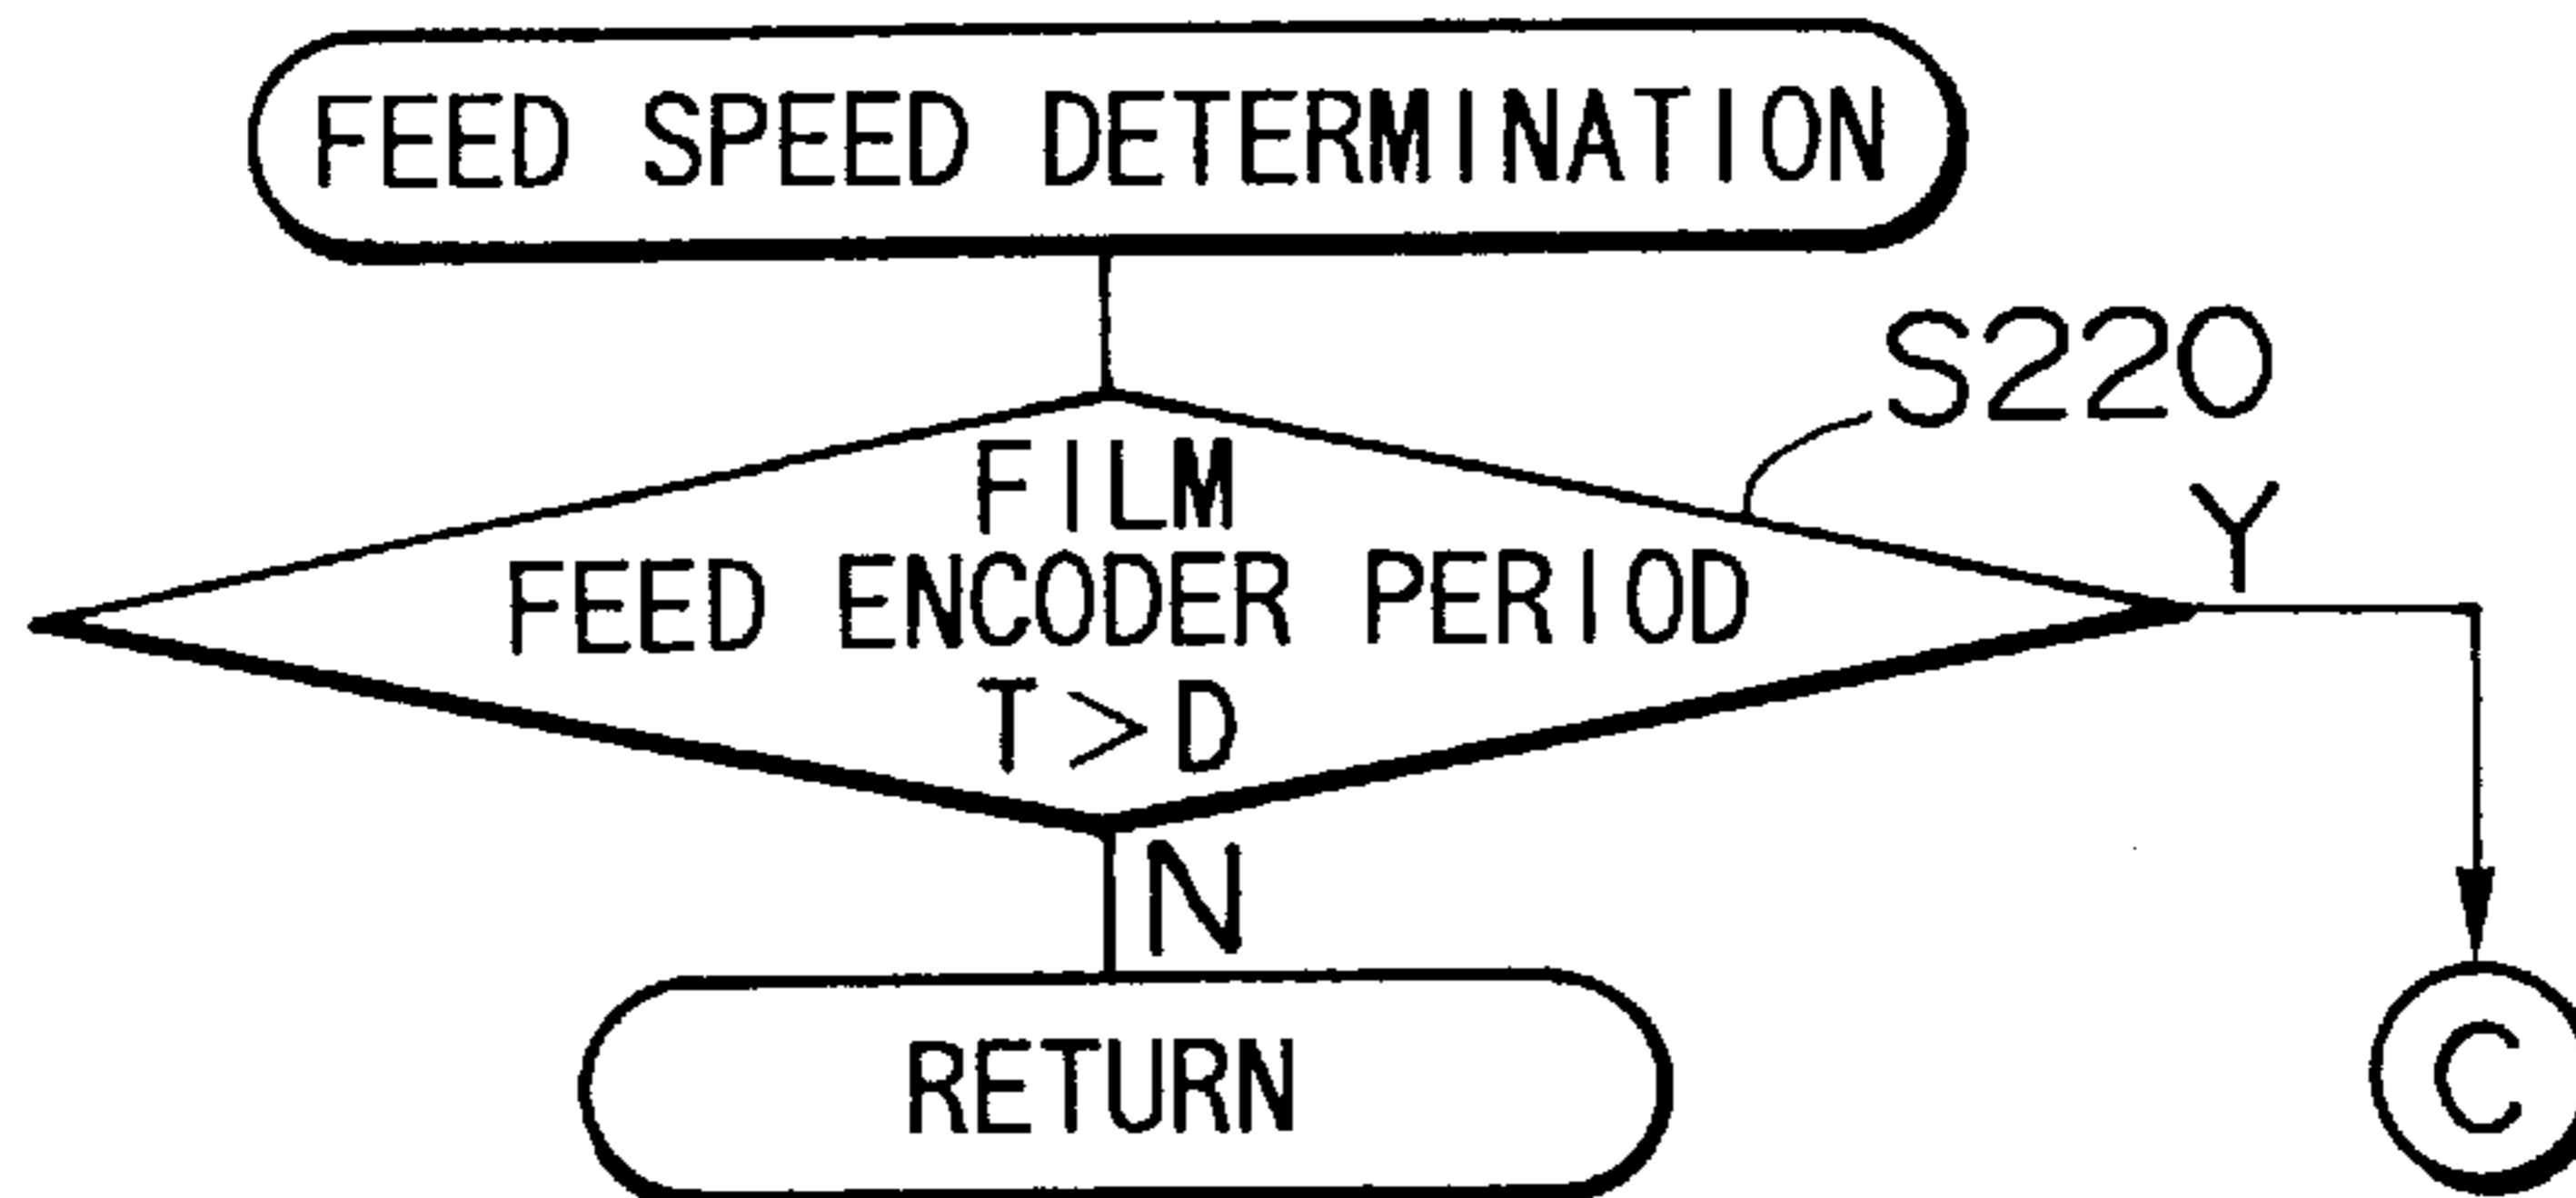 FEED SPEED DETERMINATION
S220
FILM
FEED ENCODER PERIOD
T>D
Y
N
RETURN
C